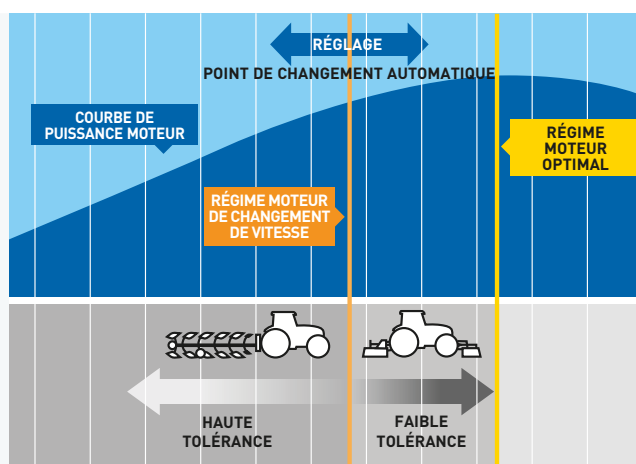 RÉGLAGE
POINT DE CHANGEMENT AUTOMATIQUE
COURBE DE
PUISSANCE MOTEUR
RÉGIME
MOTEUR
OPTIMAL
RÉGIME MOTEUR
DE CHANGEMENT
DE VITESSE
HAUTE
TOLÉRANCE
FAIBLE
TOLÉRANCE